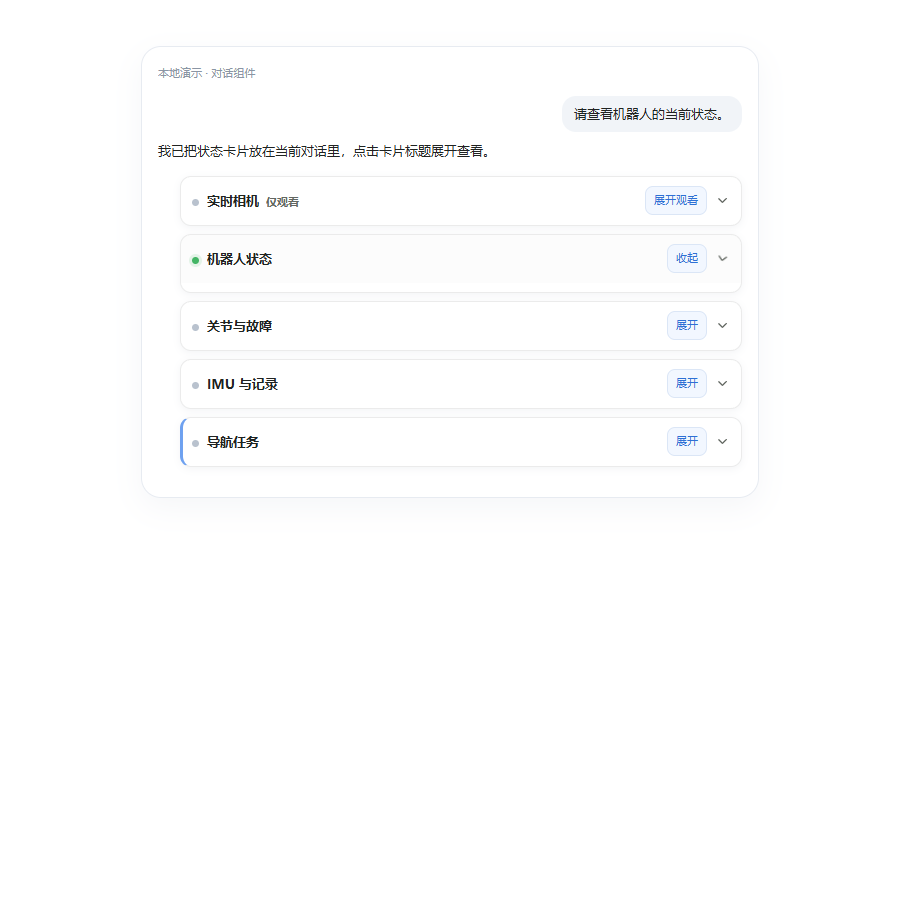 本地演示 · 对话组件
请查看机器人的当前状态。
我已把状态卡片放在当前对话里，点击卡片标题展开查看。
实时相机 仅观看 展开观看
机器人状态 收起
关节与故障 展开
IMU 与记录 展开
导航任务 展开